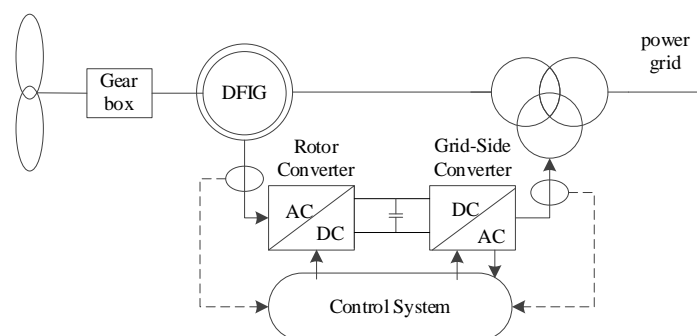 power
grid
Gear
box
DFIG
Rotor
Converter
Grid-Side
Converter
AC
DC
DC
AC
Control System